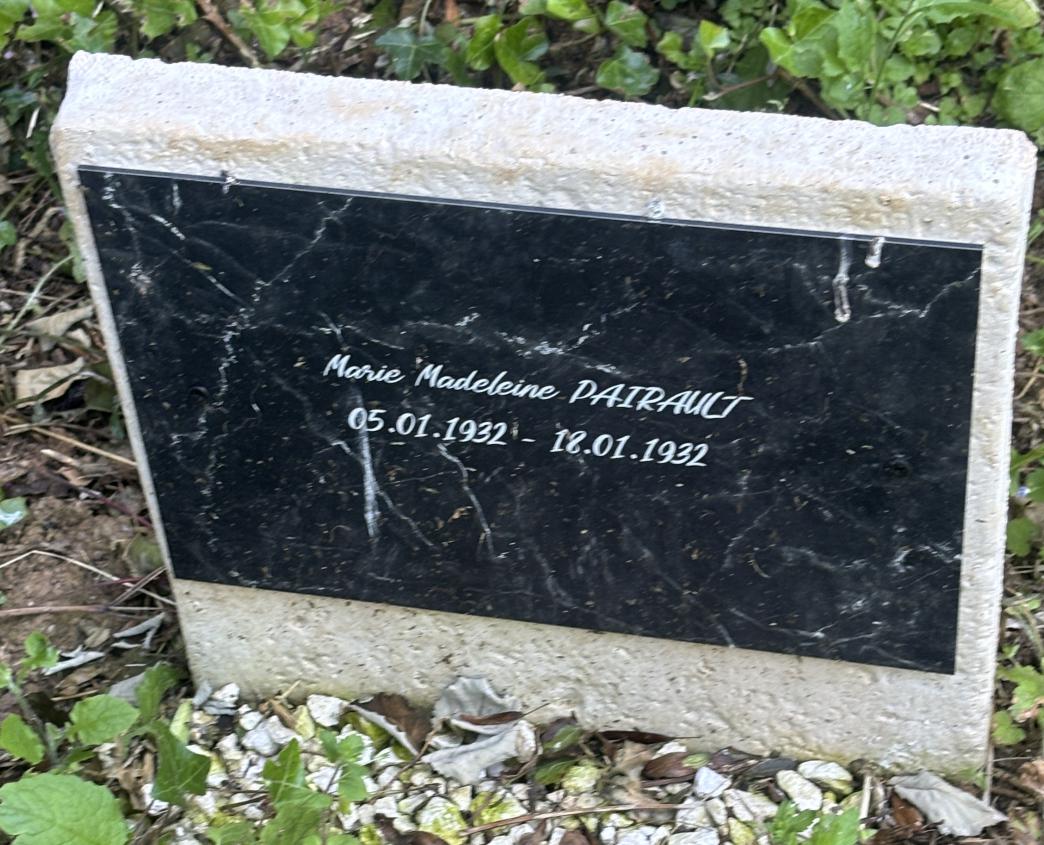 Marie Madeleine PAIRAULT
05.01.1932 - 18.01.1932